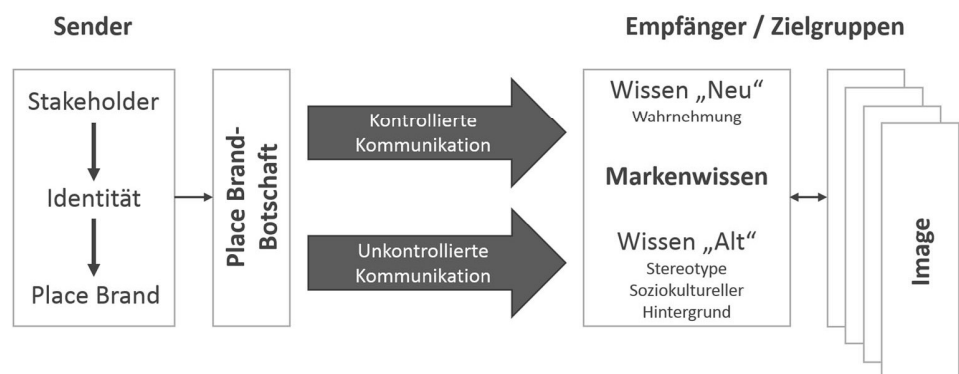 Sender
Empfänger / Zielgruppen
Stakeholder
Identität
Place Brand
Place Brand-
Botschaft
Kontrollierte
Kommunikation
Unkontrollierte
Kommunikation
Wissen „Neu“
Wahrnehmung
Markenwissen
Wissen „Alt“
Stereotype
Soziokultureller
Hintergrund
Image